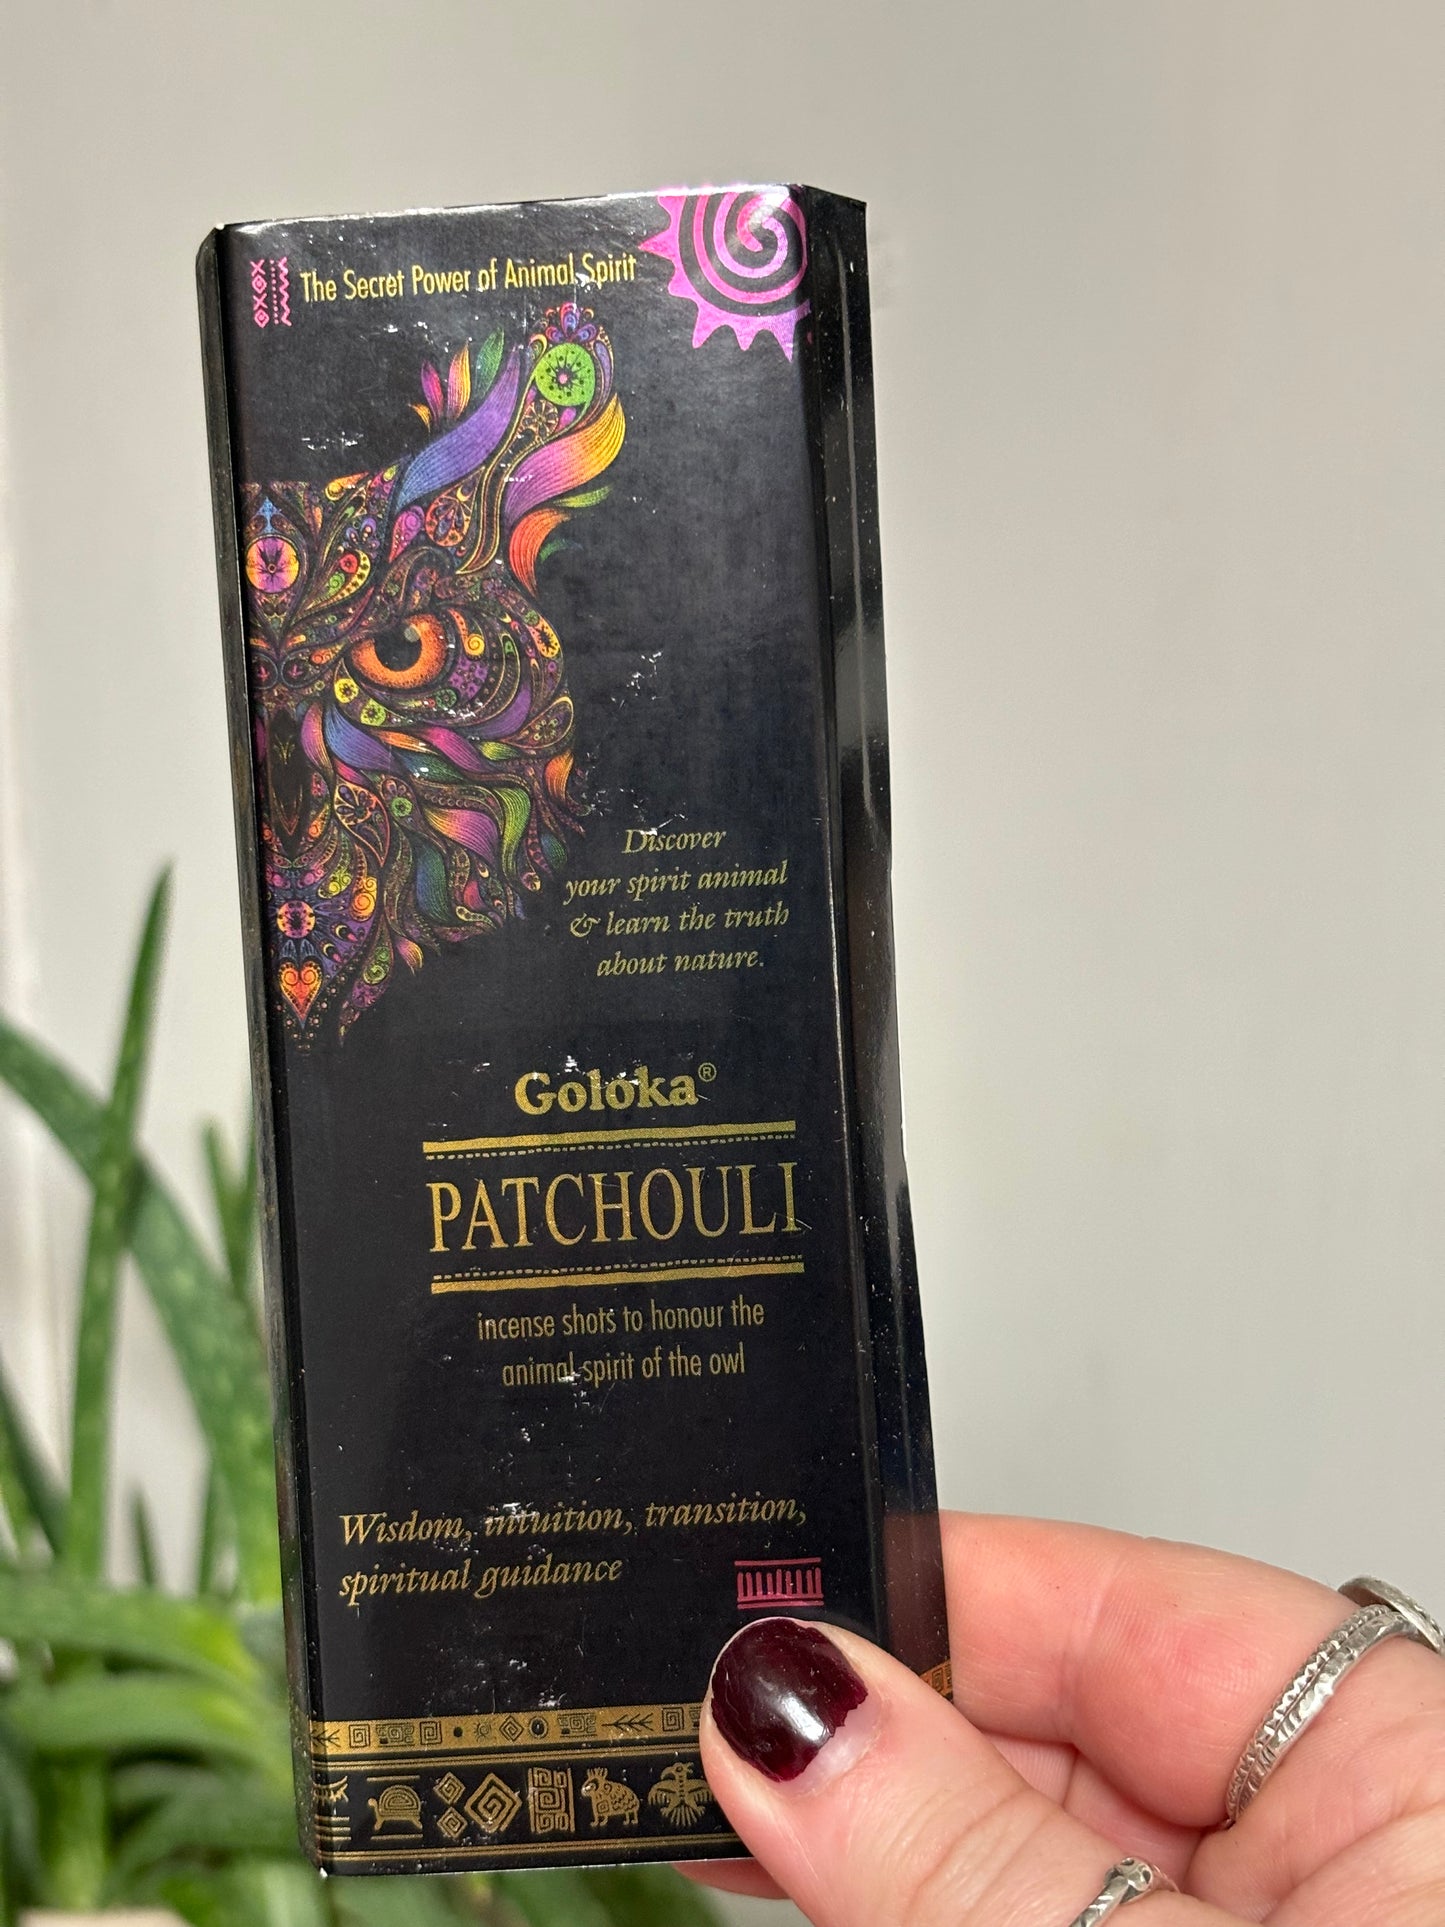 The Secret Power of Animal Spirit
Discover
your spirit animal
& learn the truth
about nature.
Goloka®
PATCHOULI
incense shots to honour the
animal spirit of the owl
Wisdom, intuition, transition,
spiritual guidance